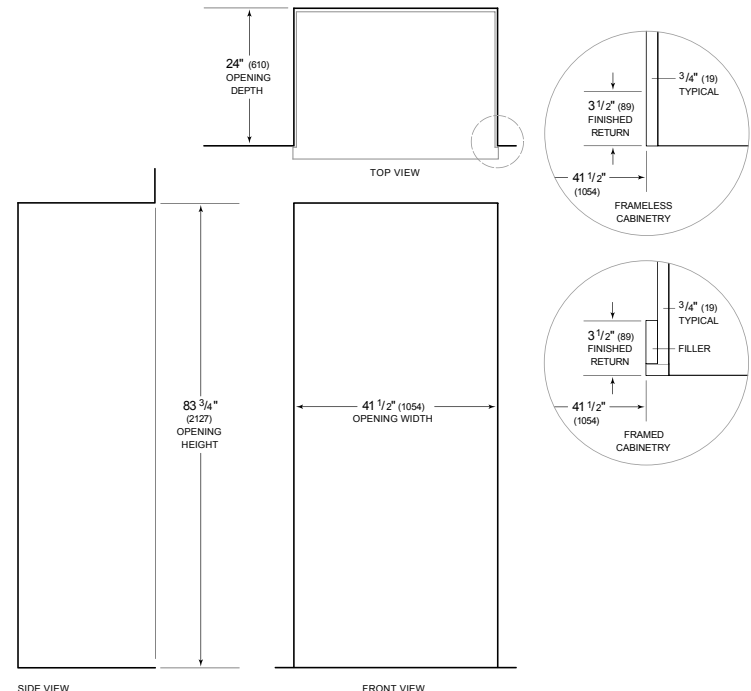 24" (610)
OPENING
DEPTH
TOP VIEW
3/4" (19)
TYPICAL
3 1/2" (89)
FINISHED
RETURN
41 1/2"
(1054)
FRAMELESS
CABINETRY
3/4" (19)
TYPICAL
3 1/2" (89)
FINISHED
RETURN
FILLER
41 1/2"
(1054)
FRAMED
CABINETRY
83 3/4"
(2127)
OPENING
HEIGHT
41 1/2" (1054)
OPENING WIDTH
SIDE VIEW
FRONT VIEW